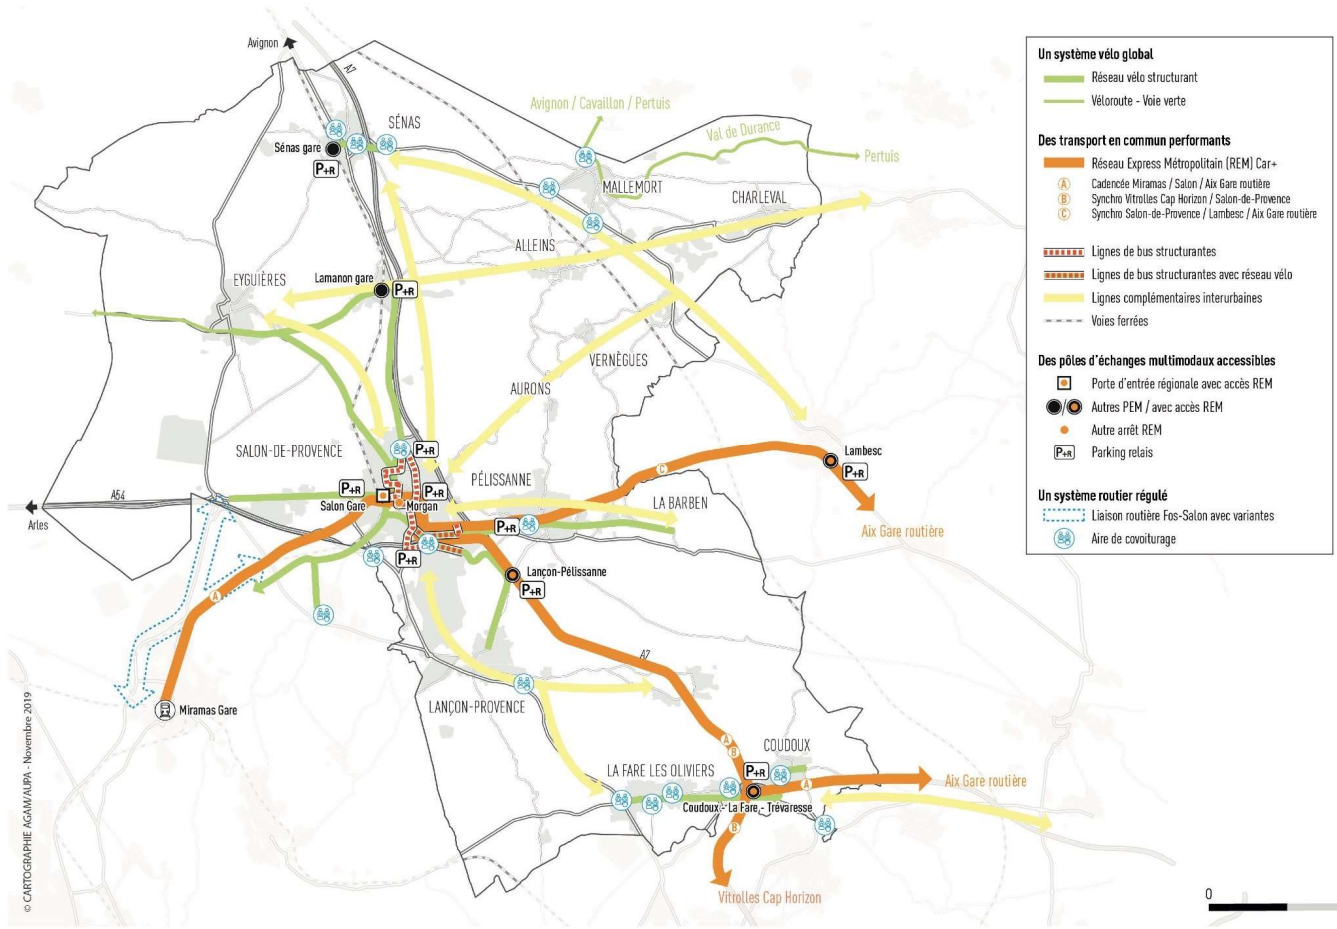 Avignon
A7
SÉNAS
Sénas gare
P+R
Avignon / Cavaillon / Pertuis
Val de Durance
Pertuis
MALLEMORT
CHARLEVAL
ALLEINS
EYGUIÈRES
Lamanon gare
P+R
VERNÈGUES
AURONS
SALON-DE-PROVENCE
P+R
PÉLISSANNE
Lambesc
P+R
C
LA BARBEN
A54
Arles
P+R
P+R
Salon Gare
Morgan
P+R
Aix Gare routière
P+R
Lançon-Pélissanne
P+R
A
A7
Miramas Gare
LANÇON-PROVENCE
A
B
COUDOUX
LA FARE LES OLIVIERS
P+R
A
Aix Gare routière
Coudoux - La Fare - Trévaresse
B
Vitrolles Cap Horizon
© CARTOGRAPHIE AGAM/AUPA - Novembre 2019
Un système vélo global
Réseau vélo structurant
Véloroute - Voie verte
Des transport en commun performants
Réseau Express Métropolitain (REM) Car+
A Cadencée Miramas / Salon / Aix Gare routière
B Synchro Vitrolles Cap Horizon / Salon-de-Provence
C Synchro Salon-de-Provence / Lambesc / Aix Gare routière
Lignes de bus structurantes
Lignes de bus structurantes avec réseau vélo
Lignes complémentaires interurbaines
Voies ferrées
Des pôles d'échanges multimodaux accessibles
Porte d'entrée régionale avec accès REM
/ Autres PEM / avec accès REM
Autre arrêt REM
P+R Parking relais
Un système routier régulé
Liaison routière Fos-Salon avec variantes
Aire de covoiturage
0